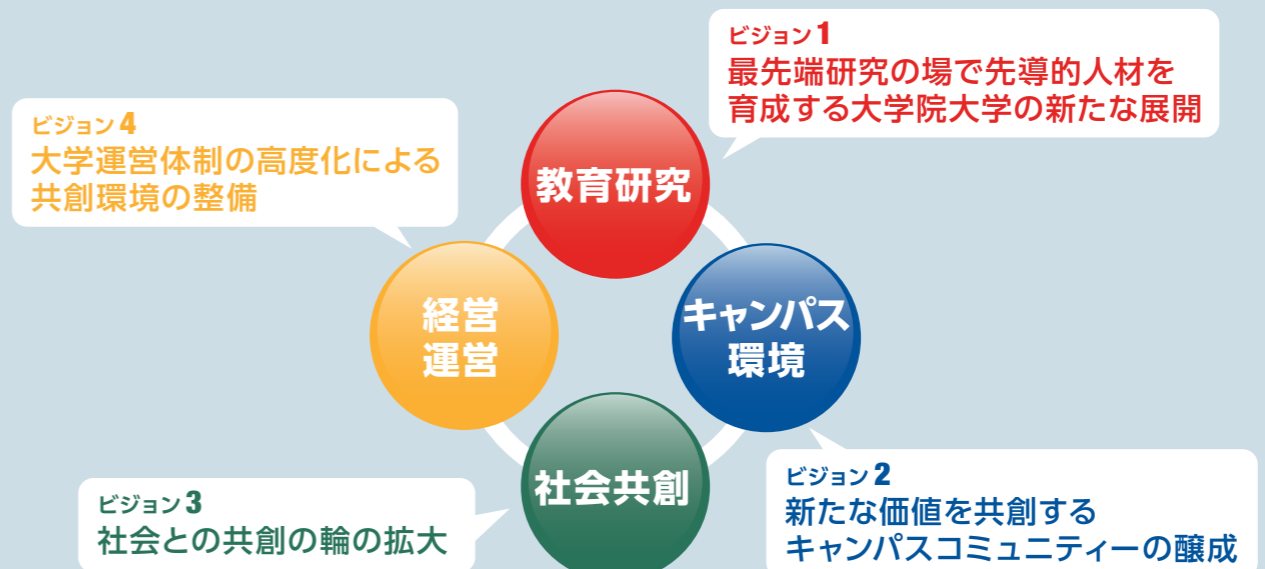 ビジョン1
最先端研究の場で先導的人材を
育成する大学院大学の新たな展開
教育研究
ビジョン4
大学運営体制の高度化による
共創環境の整備
経営
運営
キャンパス
環境
ビジョン2
新たな価値を共創する
キャンパスコミュニティーの醸成
社会共創
ビジョン3
社会との共創の輪の拡大